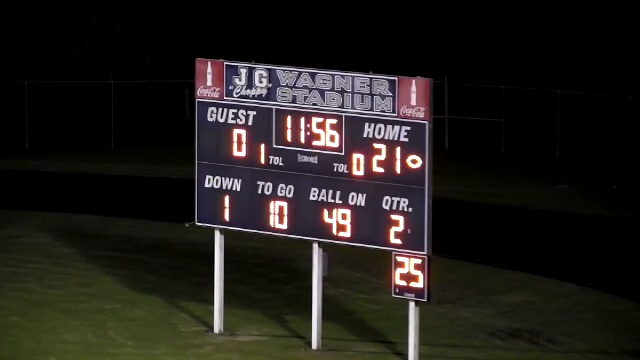 Coca-Cola
J G WAGNER
"Choppy" STADIUM
Coca-Cola
GUEST 11:56 HOME
0 1 TOL TOL 0 21
DOWN TO GO BALL ON QTR.
1 10 49 2
25